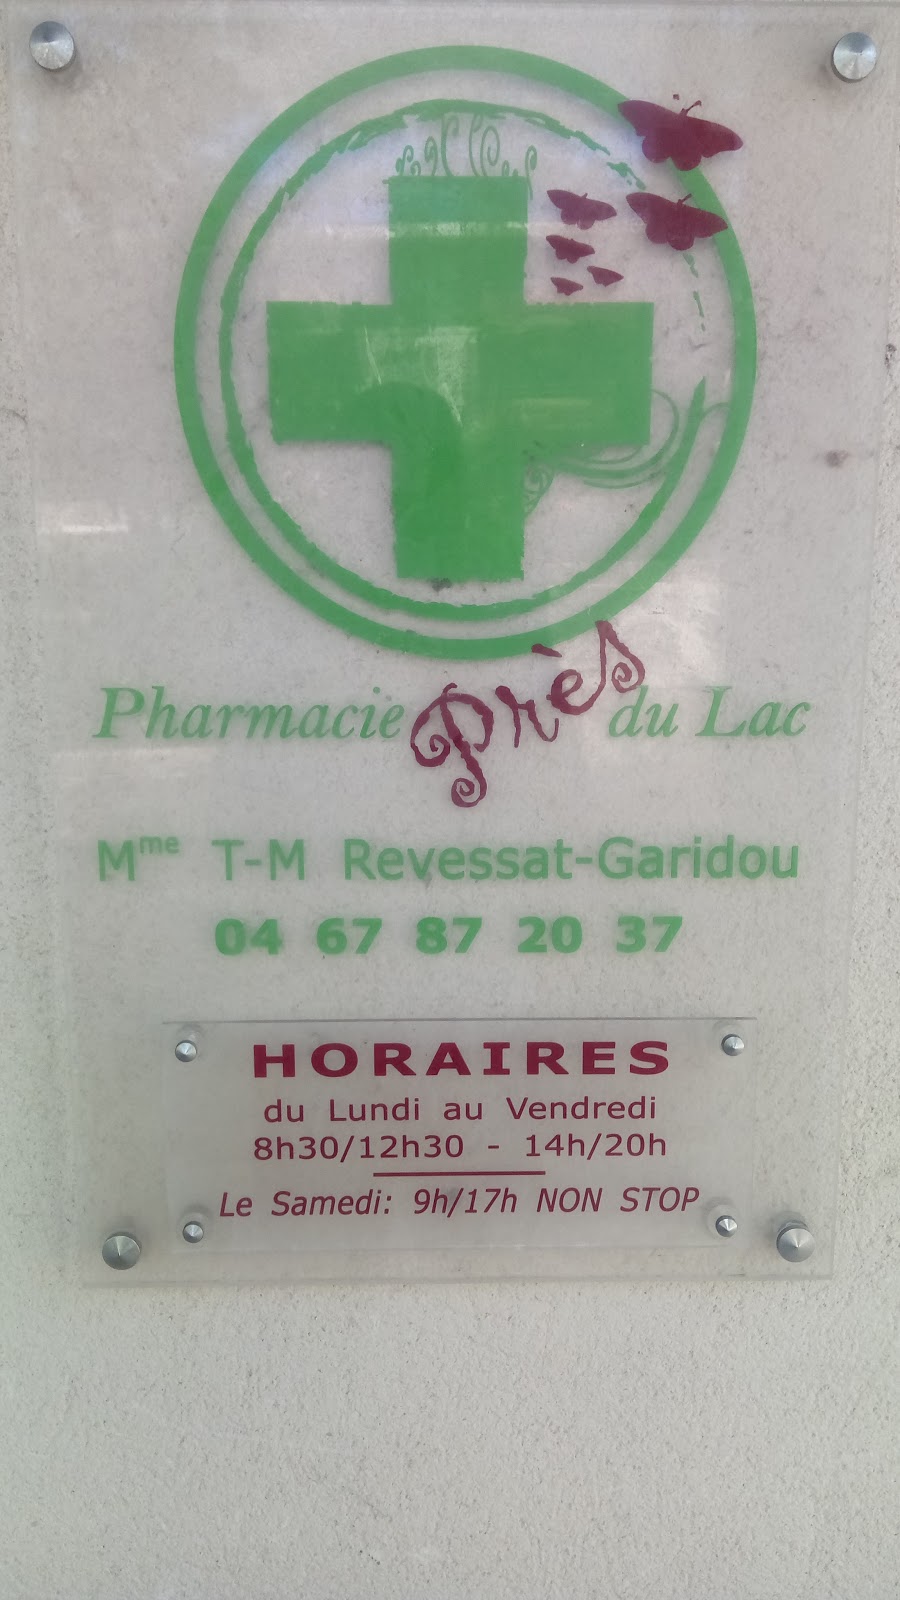 Pharmacie Près du Lac
Mme T-M Revessat-Garidou
04 67 87 20 37
HORAIRES
du Lundi au Vendredi
8h30/12h30 - 14h/20h
Le Samedi: 9h/17h NON STOP